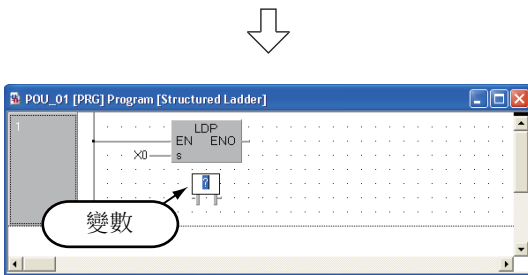 POU_01 [PRG] Program [Structured Ladder]
1
LDP
EN ENO
X0 s
?
變數